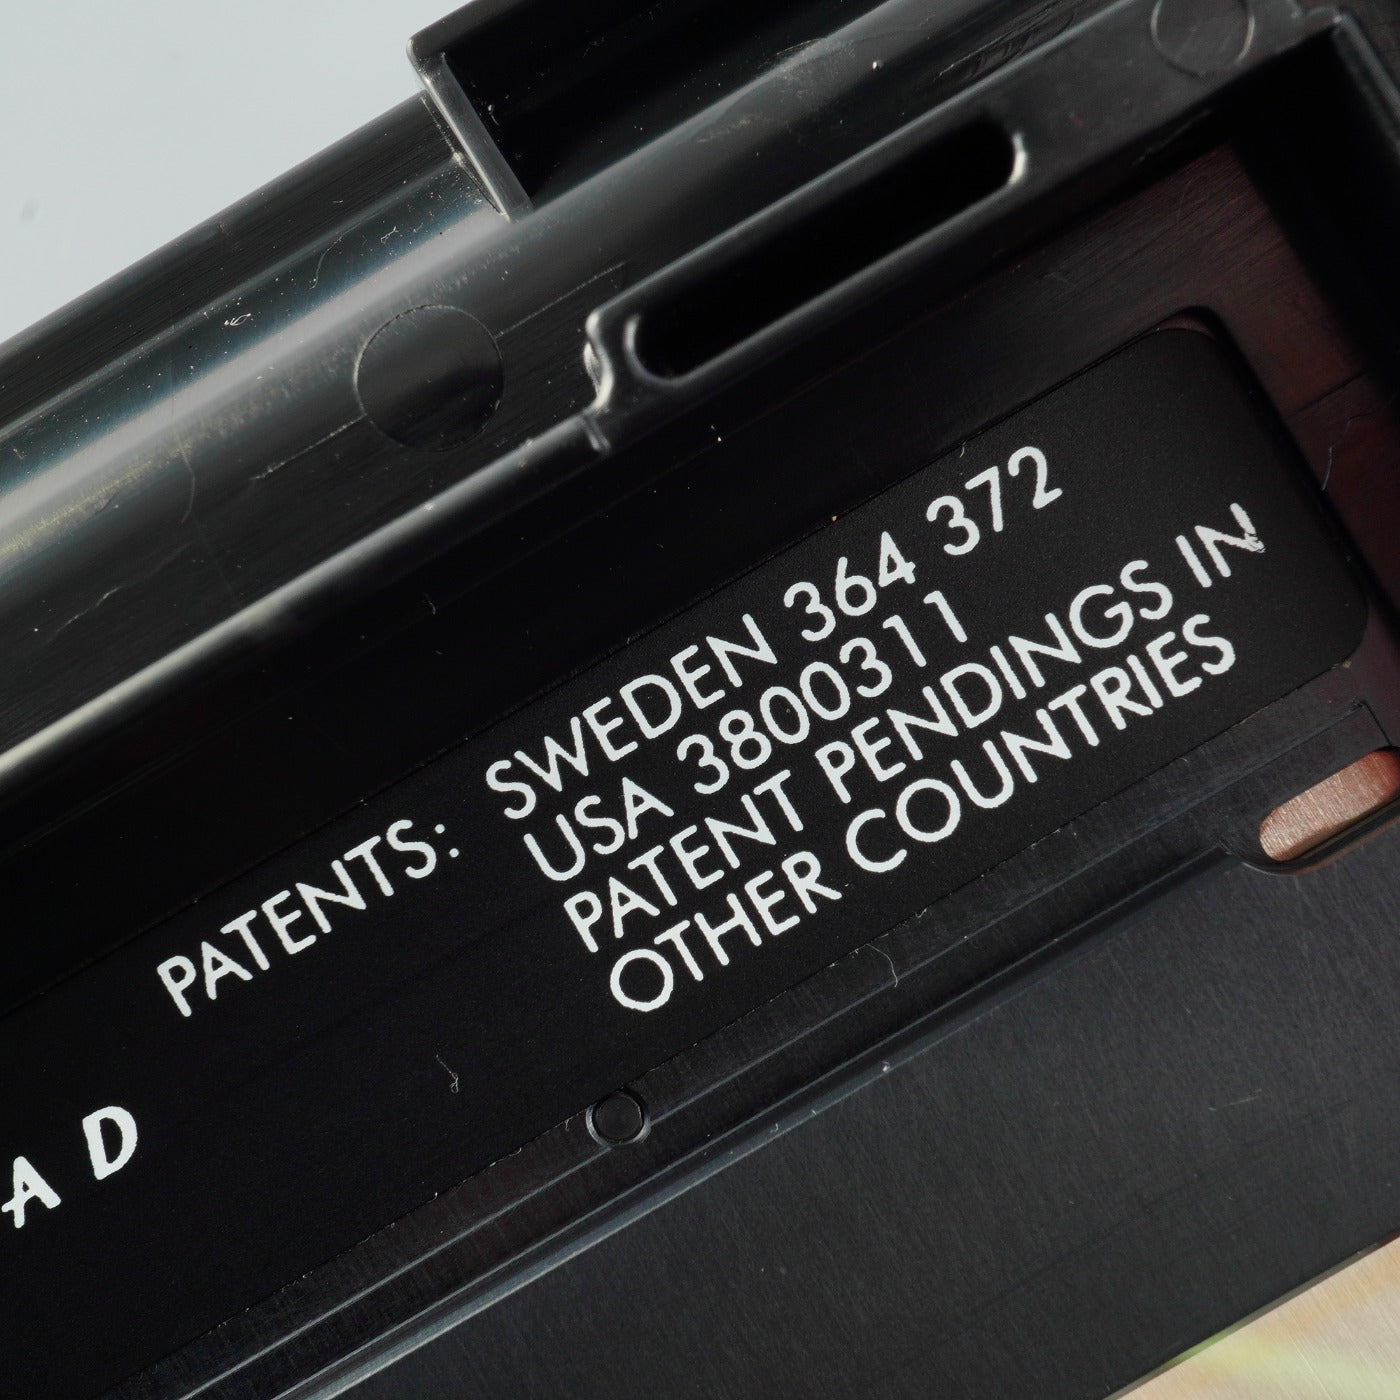 PATENTS: SWEDEN 364 372
USA 3800311
PATENT PENDINGS IN
OTHER COUNTRIES
A D